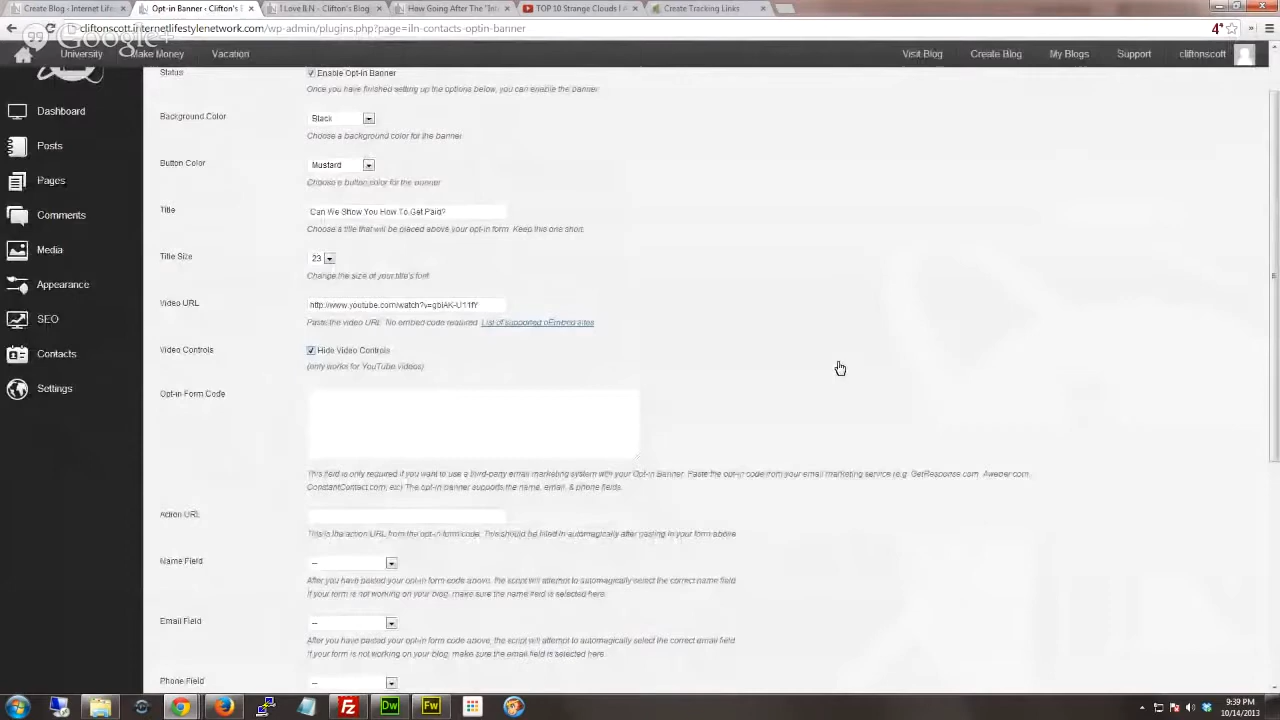 Create Blog - Internet Lifes
Opt-in Banner ‹ Clifton's B
I Love ILN – Clifton's Blog
How Going After The "Int
TOP 10 Strange Clouds I A
Create Tracking Links
cliftonscott.internetlifestylenetwork.com/wp-admin/plugins.php?page=iln-contacts-optin-banner
Google+
University
Make Money
Vacation
Visit Blog
Create Blog
My Blogs
Support
cliftonscott
Dashboard
Posts
Pages
Comments
Media
Appearance
SEO
Contacts
Settings
Status
Enable Opt-in Banner
Once you have finished setting up the options below, you can enable the banner.
Background Color
Black
Choose a background color for the banner
Button Color
Mustard
Choose a button color for the banner
Title
Can We Show You How To Get Paid?
Choose a title that will be placed above your opt-in form. Keep this one short.
Title Size
23
Change the size of your title's font
Video URL
http://www.youtube.com/watch?v=gbiAK-U11fY
Paste the video URL. No embed code required. List of supported oEmbed sites
Video Controls
Hide Video Controls
(only works for YouTube videos)
Opt-in Form Code
This field is only required if you want to use a third-party email marketing system with your Opt-in Banner. Paste the opt-in code from your email marketing service (e.g. GetResponse.com, Aweber.com,
ConstantContact.com, etc) The opt-in banner supports the name, email, & phone fields.
Action URL
This is the action URL from the opt-in form code. This should be filled in automagically after pasting in your form above.
Name Field
--
After you have pasted your opt-in form code above, the script will attempt to automagically select the correct name field.
If your form is not working on your blog, make sure the name field is selected here.
Email Field
--
After you have pasted your opt-in form code above, the script will attempt to automagically select the correct email field
If your form is not working on your blog, make sure the email field is selected here.
Phone Field
--
9:39 PM
10/14/2013